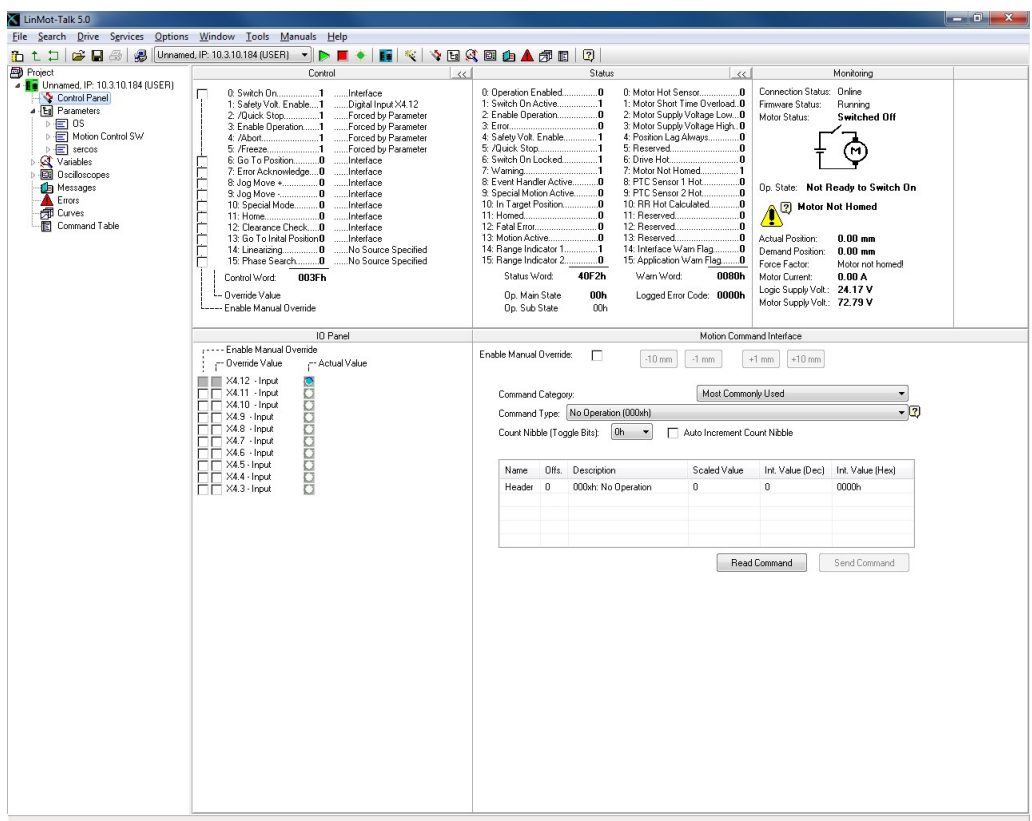 LinMot-Talk 5.0
File Search Drive Services Options Window Tools Manuals Help
Unnamed, IP: 10.3.10.184 (USER)
Project
Unnamed, IP: 10.3.10.184 (USER)
Control Panel
Parameters
OS
Motion Control SW
sercos
Variables
Oscilloscopes
Messages
Errors
Curves
Command Table
Control <<
0: Switch On................1 ......Interface
1: Safety Volt. Enable....1 ......Digital Input X4.12
2: /Quick Stop.............1 ......Forced by Parameter
3: Enable Operation......1 ......Forced by Parameter
4: /Abort....................1 ......Forced by Parameter
5: /Freeze..................1 ......Forced by Parameter
6: Go To Position..........0 ......Interface
7: Error Acknowledge....0 ......Interface
8: Jog Move +..............0 ......Interface
9: Jog Move -..............0 ......Interface
10: Special Mode..........0 ......Interface
11: Home....................0 ......Interface
12: Clearance Check.....0 ......Interface
13: Go To Inital Position0 ......Interface
14: Linearizing.............0 ......No Source Specified
15: Phase Search.........0 ......No Source Specified
Control Word: 003Fh
Override Value
Enable Manual Override
Status <<
0: Operation Enabled...........0
1: Switch On Active.............1
2: Enable Operation.............0
3: Error............................0
4: Safety Volt. Enable..........1
5: /Quick Stop...................1
6: Switch On Locked............1
7: Warning........................1
8: Event Handler Active........0
9: Special Motion Active.......0
10: In Target Position...........0
11: Homed.........................0
12: Fatal Error.....................0
13: Motion Active.................0
14: Range Indicator 1...........1
15: Range Indicator 2...........0
Status Word: 40F2h
Op. Main State 00h
Op. Sub State 00h
0: Motor Hot Sensor.............0
1: Motor Short Time Overload..0
2: Motor Supply Voltage Low...0
3: Motor Supply Voltage High..0
4: Position Lag Always..........0
5: Reserved.......................0
6: Drive Hot.......................0
7: Motor Not Homed.............1
8: PTC Sensor 1 Hot............0
9: PTC Sensor 2 Hot............0
10: RR Hot Calculated..........0
11: Reserved.....................0
12: Reserved.....................0
13: Reserved.....................0
14: Interface Warn Flag........0
15: Application Warn Flag......0
Warn Word: 0080h
Logged Error Code: 0000h
Monitoring
Connection Status: Online
Firmware Status: Running
Motor Status: Switched Off
M
Op. State: Not Ready to Switch On
Motor Not Homed
Actual Position: 0.00 mm
Demand Position: 0.00 mm
Force Factor: Motor not homed!
Motor Current: 0.00 A
Logic Supply Volt.: 24.17 V
Motor Supply Volt.: 72.79 V
IO Panel
Enable Manual Override
Override Value Actual Value
X4.12 - Input
X4.11 - Input
X4.10 - Input
X4.9 - Input
X4.8 - Input
X4.7 - Input
X4.6 - Input
X4.5 - Input
X4.4 - Input
X4.3 - Input
Motion Command Interface
Enable Manual Override: -10 mm -1 mm +1 mm +10 mm
Command Category: Most Commonly Used
Command Type: No Operation (000xh)
Count Nibble (Toggle Bits): 0h Auto Increment Count Nibble
Name Offs. Description Scaled Value Int. Value (Dec) Int. Value (Hex)
Header 0 000xh: No Operation 0 0 0000h
Read Command Send Command